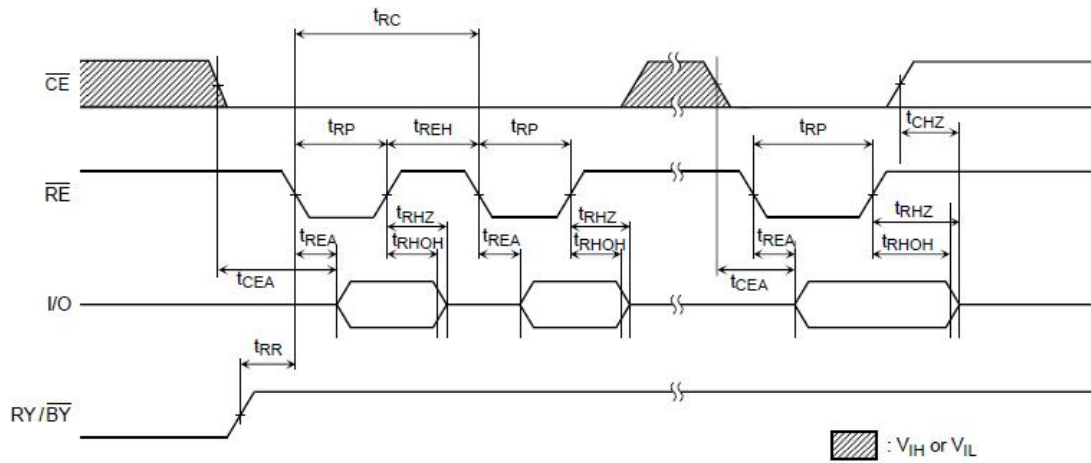 tRC
CE
tRP
tREH
tRP
tRP
tCHZ
RE
tREA
tRHZ
tRHOH
tREA
tRHZ
tRHOH
tREA
tRHZ
tRHOH
tCEA
tCEA
I/O
tRR
RY/BY
: VIH or VIL